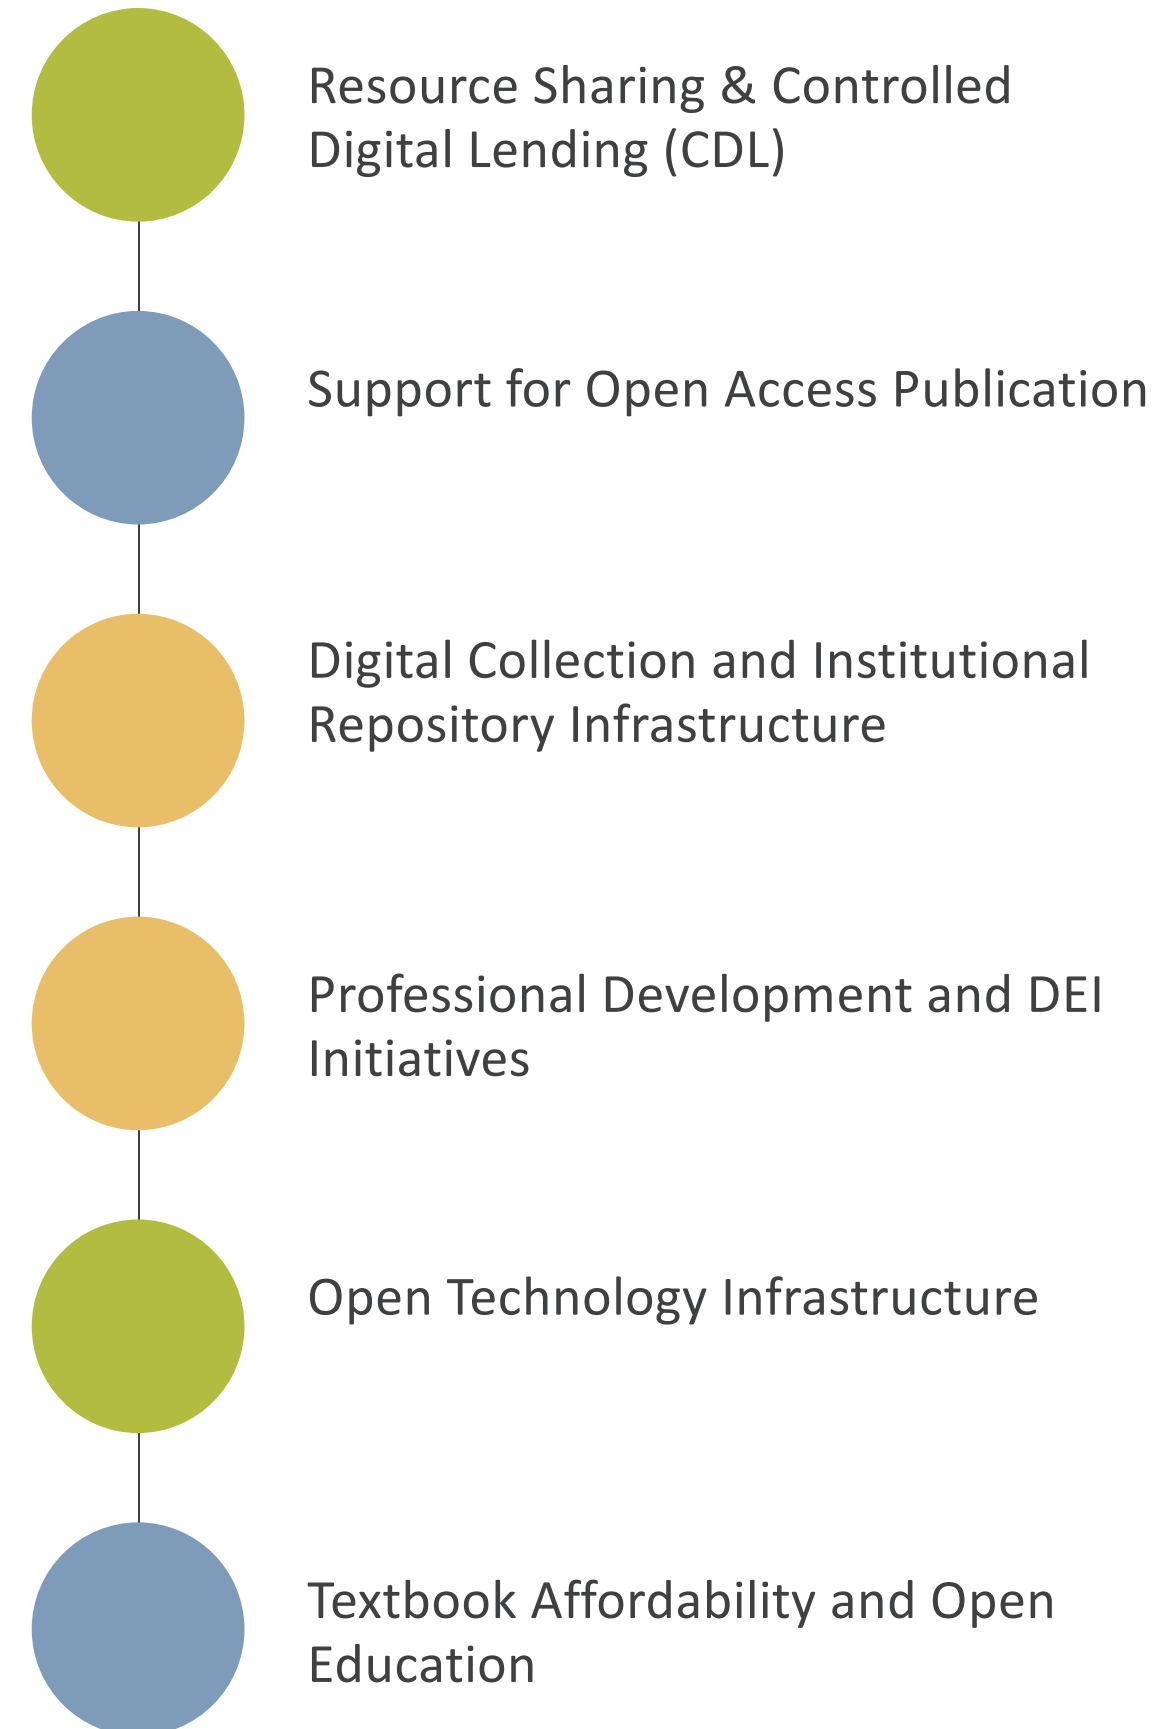 Resource Sharing & Controlled
Digital Lending (CDL)
Support for Open Access Publication
Digital Collection and Institutional
Repository Infrastructure
Professional Development and DEI
Initiatives
Open Technology Infrastructure
Textbook Affordability and Open
Education